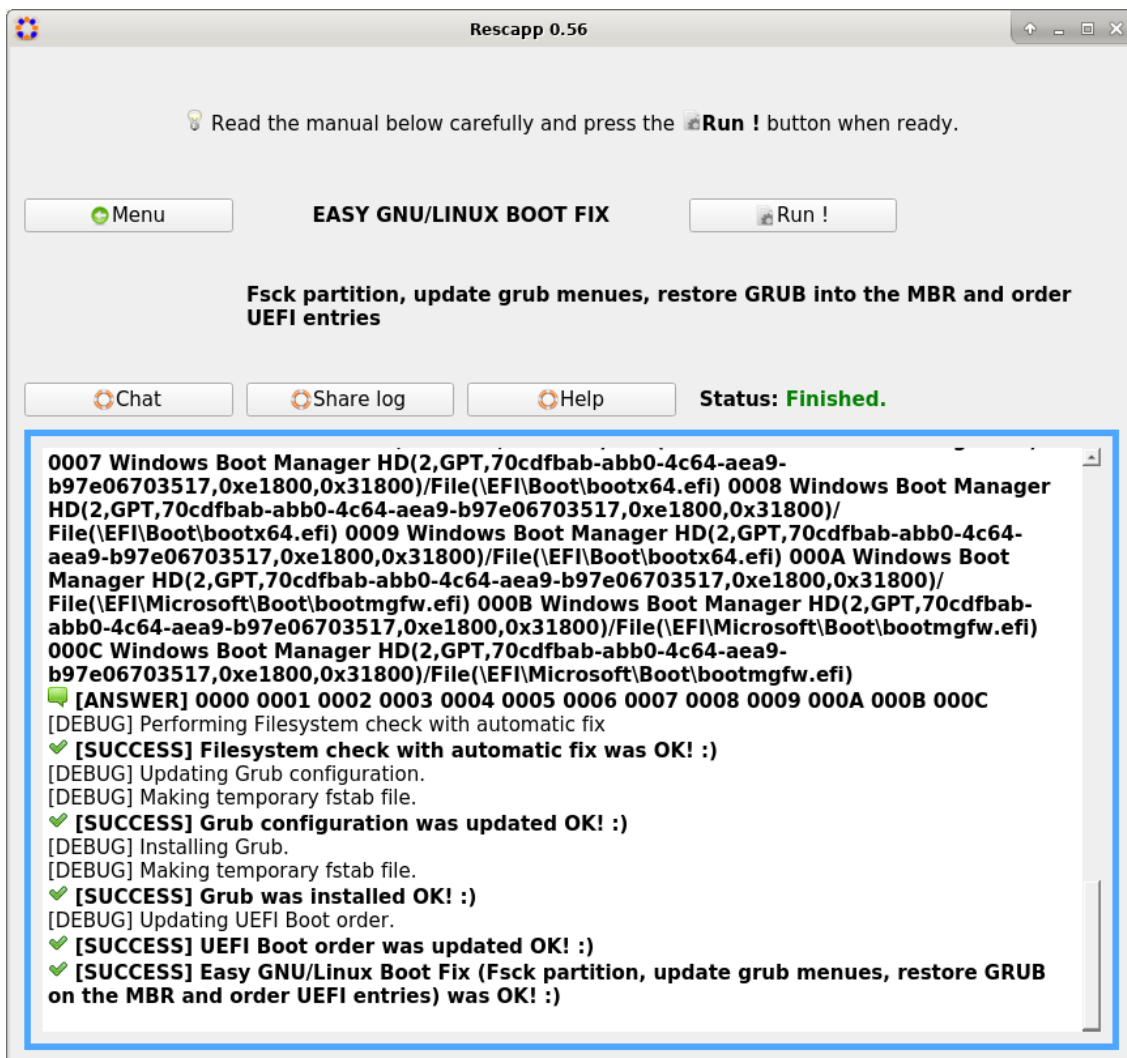 Rescapp 0.56
Read the manual below carefully and press the Run ! button when ready.
Menu
EASY GNU/LINUX BOOT FIX
Run !
Fsck partition, update grub menues, restore GRUB into the MBR and order
UEFI entries
Chat
Share log
Help
Status: Finished.
0007 Windows Boot Manager HD(2,GPT,70cdfbab-abb0-4c64-aea9-
b97e06703517,0xe1800,0x31800)/File(\EFI\Boot\bootx64.efi) 0008 Windows Boot Manager
HD(2,GPT,70cdfbab-abb0-4c64-aea9-b97e06703517,0xe1800,0x31800)/
File(\EFI\Boot\bootx64.efi) 0009 Windows Boot Manager HD(2,GPT,70cdfbab-abb0-4c64-
aea9-b97e06703517,0xe1800,0x31800)/File(\EFI\Boot\bootx64.efi) 000A Windows Boot
Manager HD(2,GPT,70cdfbab-abb0-4c64-aea9-b97e06703517,0xe1800,0x31800)/
File(\EFI\Microsoft\Boot\bootmgfw.efi) 000B Windows Boot Manager HD(2,GPT,70cdfbab-
abb0-4c64-aea9-b97e06703517,0xe1800,0x31800)/File(\EFI\Microsoft\Boot\bootmgfw.efi)
000C Windows Boot Manager HD(2,GPT,70cdfbab-abb0-4c64-aea9-
b97e06703517,0xe1800,0x31800)/File(\EFI\Microsoft\Boot\bootmgfw.efi)
[ANSWER] 0000 0001 0002 0003 0004 0005 0006 0007 0008 0009 000A 000B 000C
[DEBUG] Performing Filesystem check with automatic fix
[SUCCESS] Filesystem check with automatic fix was OK! :)
[DEBUG] Updating Grub configuration.
[DEBUG] Making temporary fstab file.
[SUCCESS] Grub configuration was updated OK! :)
[DEBUG] Installing Grub.
[DEBUG] Making temporary fstab file.
[SUCCESS] Grub was installed OK! :)
[DEBUG] Updating UEFI Boot order.
[SUCCESS] UEFI Boot order was updated OK! :)
[SUCCESS] Easy GNU/Linux Boot Fix (Fsck partition, update grub menues, restore GRUB
on the MBR and order UEFI entries) was OK! :)